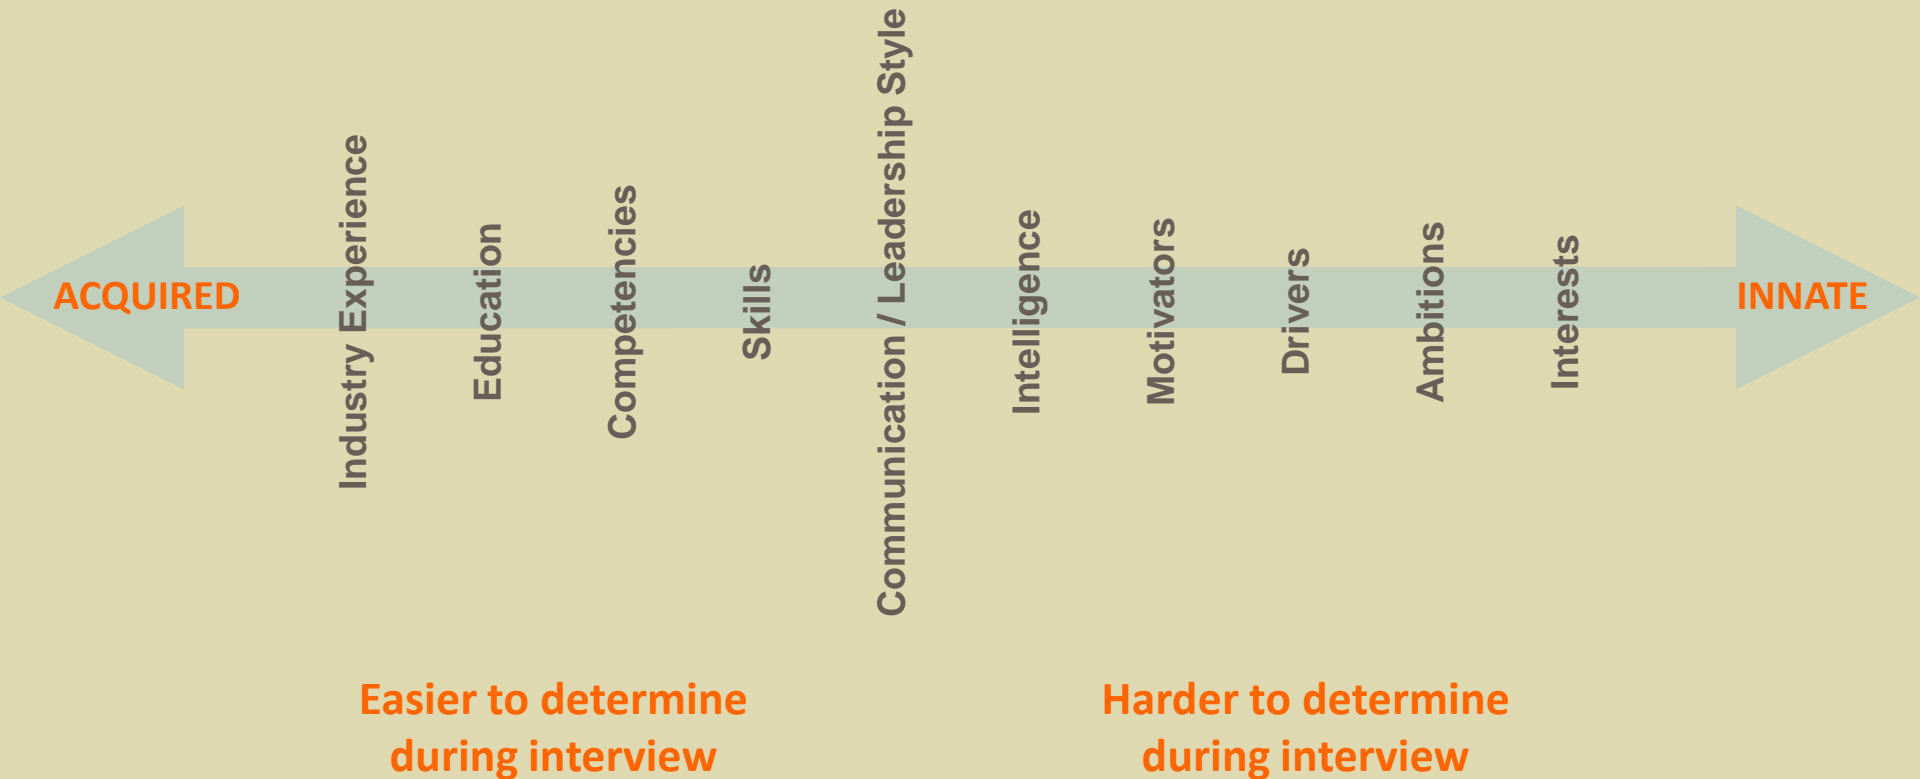 ACQUIRED
Industry Experience
Education
Competencies
Skills
Communication / Leadership Style
Intelligence
Motivators
Drivers
Ambitions
Interests
INNATE
Easier to determine
during interview
Harder to determine
during interview